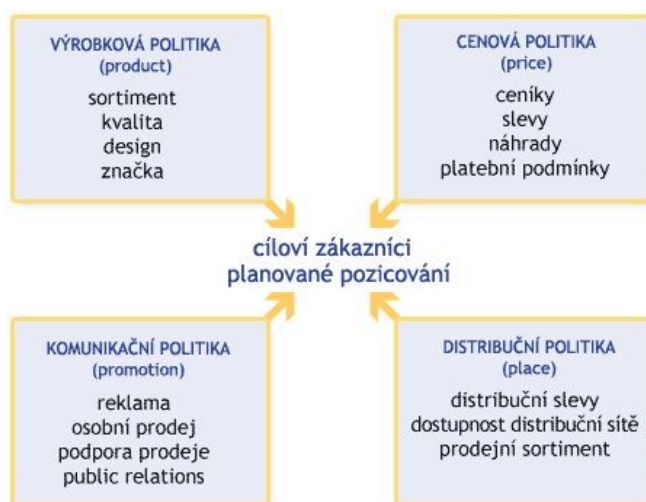 VÝROBKOVÁ POLITIKA
(product)
sortiment
kvalita
design
značka
CENOVÁ POLITIKA
(price)
ceníky
slevy
náhrady
platební podmínky
cíloví zákazníci
planované pozicování
KOMUNIKAČNÍ POLITIKA
(promotion)
reklama
osobní prodej
podpora prodeje
public relations
DISTRIBUČNÍ POLITIKA
(place)
distribuční slevy
dostupnost distribuční sítě
prodejní sortiment